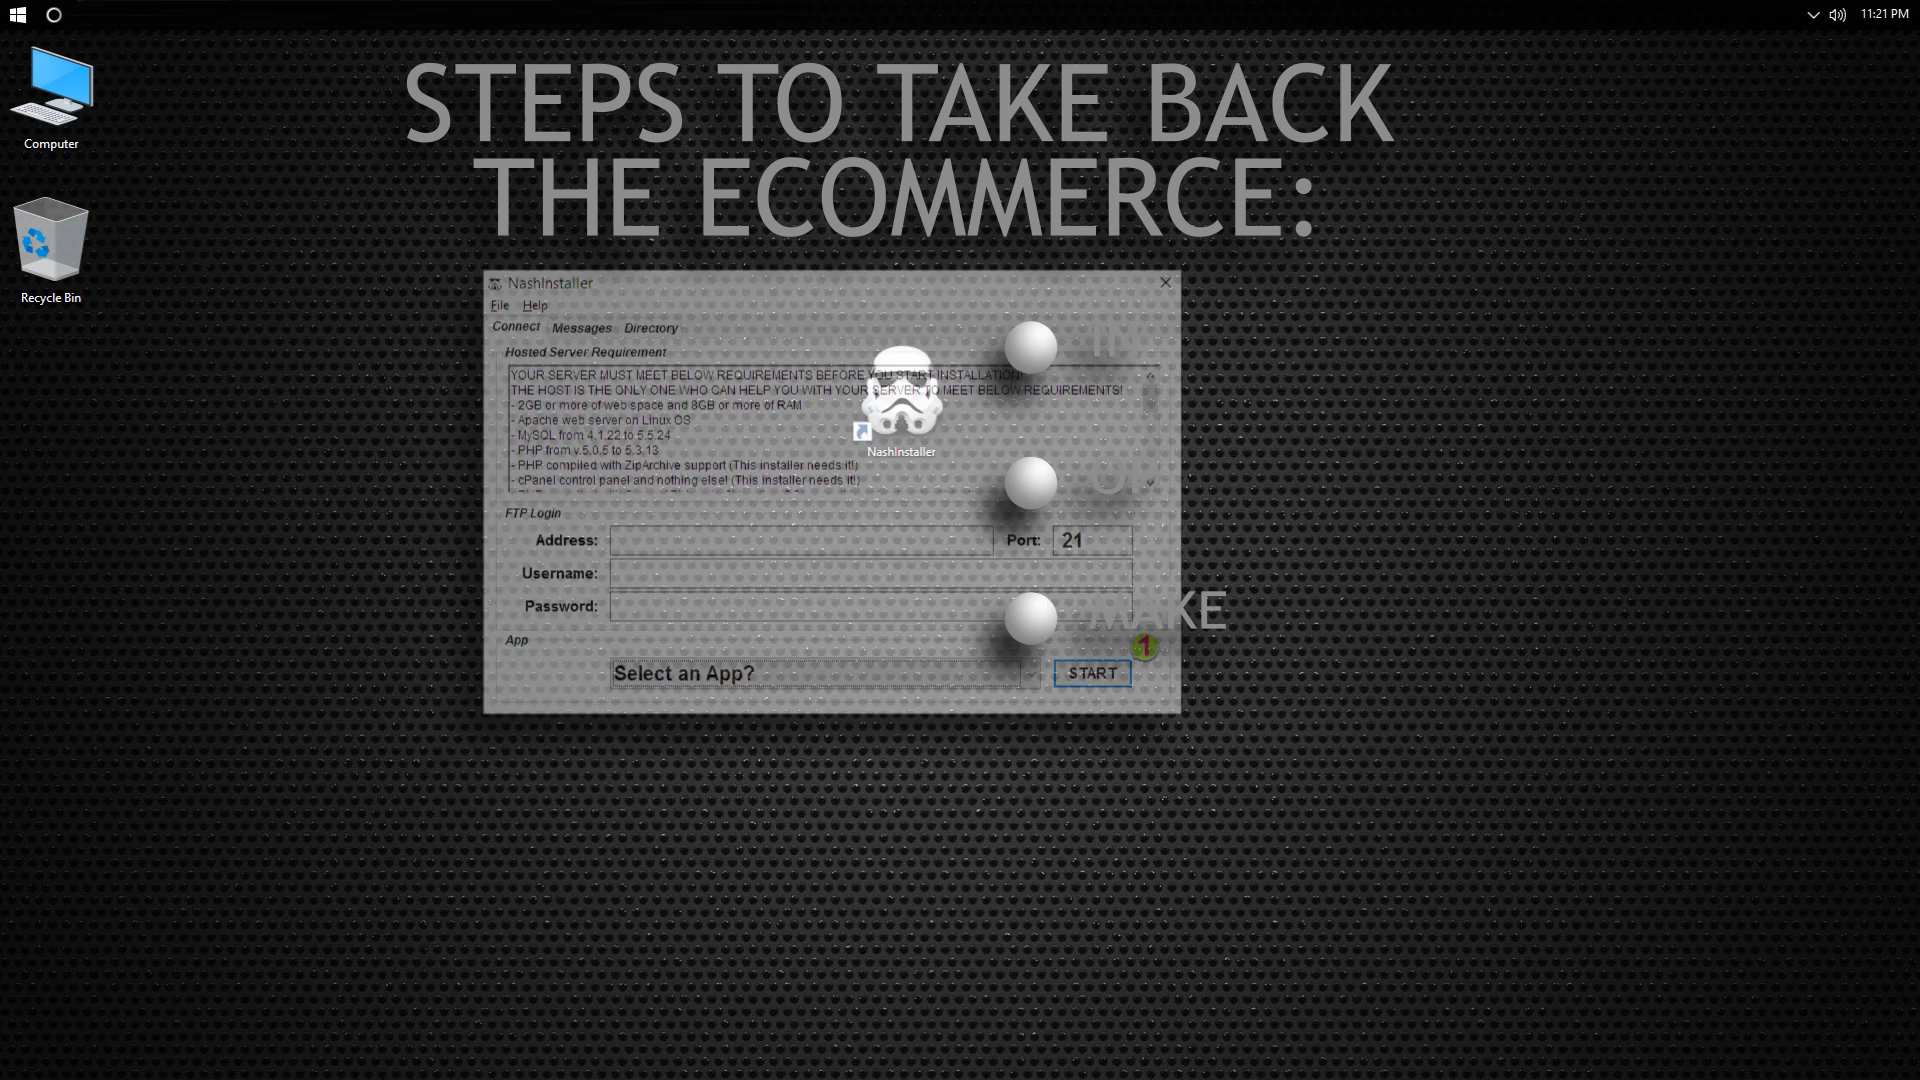 11:21 PM
Computer
Recycle Bin
STEPS TO TAKE BACK
THE ECOMMERCE:
NashInstaller
File Help
Connect Messages Directory
Hosted Server Requirement
YOUR SERVER MUST MEET BELOW REQUIREMENTS BEFORE YOU START INSTALLATION!
THE HOST IS THE ONLY ONE WHO CAN HELP YOU WITH YOUR SERVER TO MEET BELOW REQUIREMENTS!
- 2GB or more of web space and 8GB or more of RAM
- Apache web server on Linux OS
- MySQL from 4.1.22 to 5.5.24
- PHP from v.5.0.5 to 5.3.13
- PHP compiled with ZipArchive support (This installer needs it!)
- cPanel control panel and nothing else! (This installer needs it!)
NashInstaller
FTP Login
Address: Port: 21
Username:
Password:
MAKE
App
1
Select an App? START